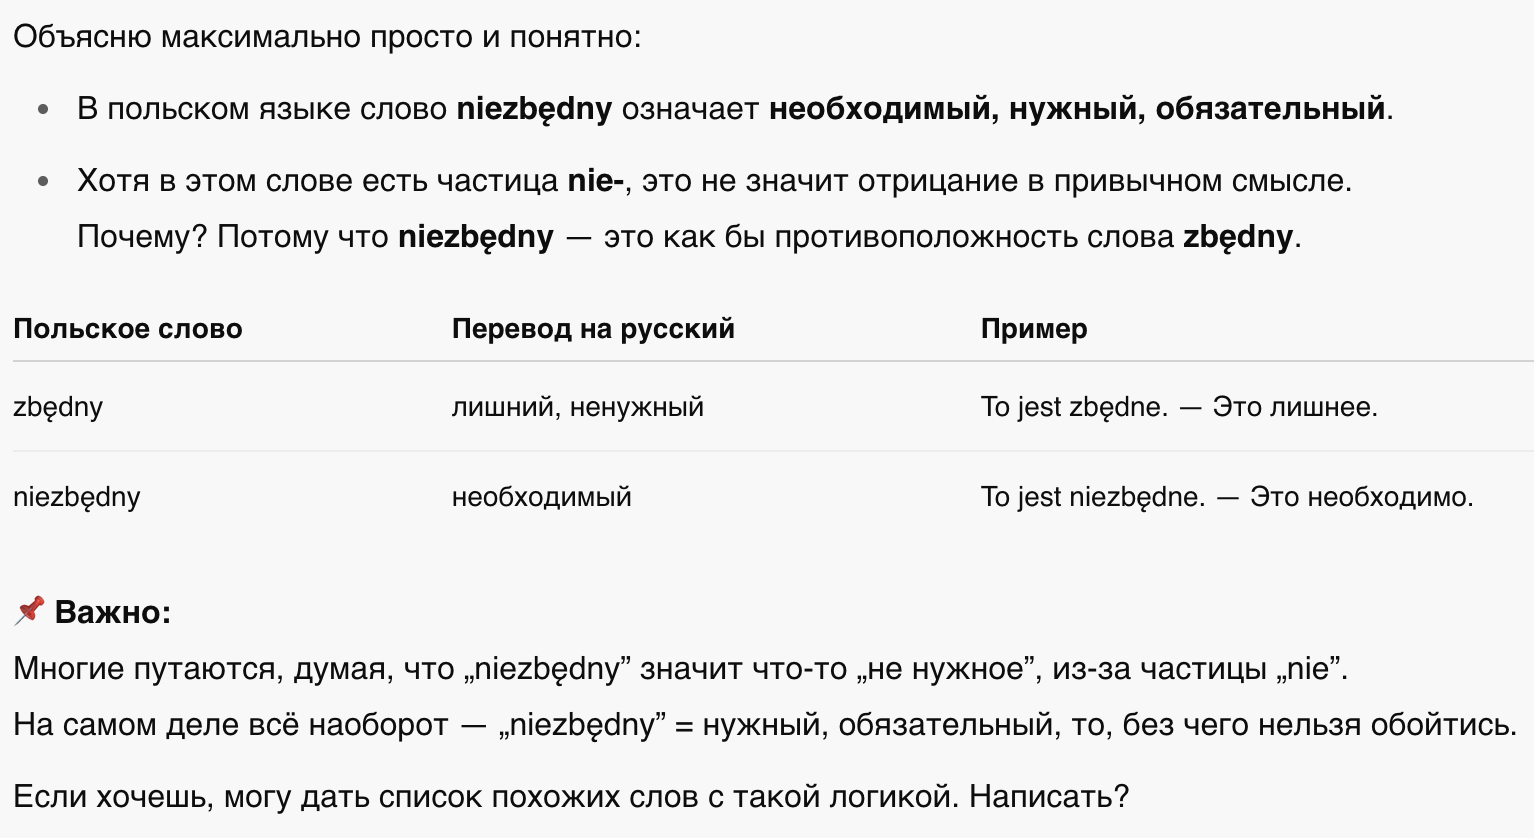 Объясню максимально просто и понятно:
• В польском языке слово niezbędny означает необходимый, нужный, обязательный.
• Хотя в этом слове есть частица nie-, это не значит отрицание в привычном смысле.
Почему? Потому что niezbędny — это как бы противоположность слова zbędny.
Польское слово Перевод на русский Пример
zbędny лишний, ненужный To jest zbędne. — Это лишнее.
niezbędny необходимый To jest niezbędne. — Это необходимо.
📌 Важно:
Многие путаются, думая, что „niezbędny” значит что-то „не нужное”, из-за частицы „nie”.
На самом деле всё наоборот — „niezbędny” = нужный, обязательный, то, без чего нельзя обойтись.
Если хочешь, могу дать список похожих слов с такой логикой. Написать?